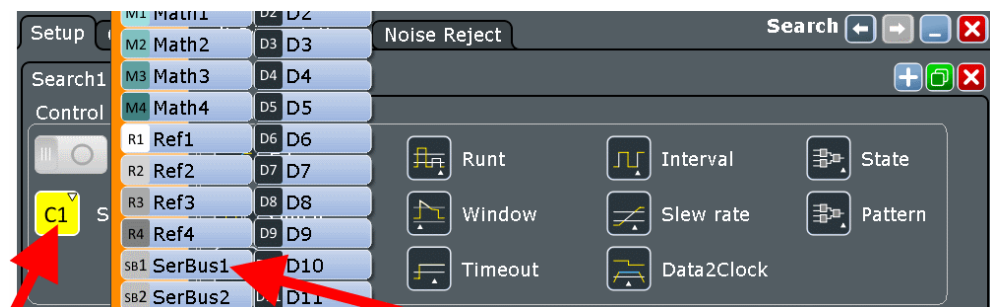 M1 Math1 D2 D2
Setup Noise Reject Search
M2 Math2 D3 D3
Search1 M3 Math3 D4 D4
Control M4 Math4 D5 D5
R1 Ref1 D6 D6
Runt Interval State
R2 Ref2 D7 D7
R3 Ref3 D8 D8
C1 S Window Slew rate Pattern
R4 Ref4 D9 D9
SB1 SerBus1 D10
Timeout Data2Clock
SB2 SerBus2 D11